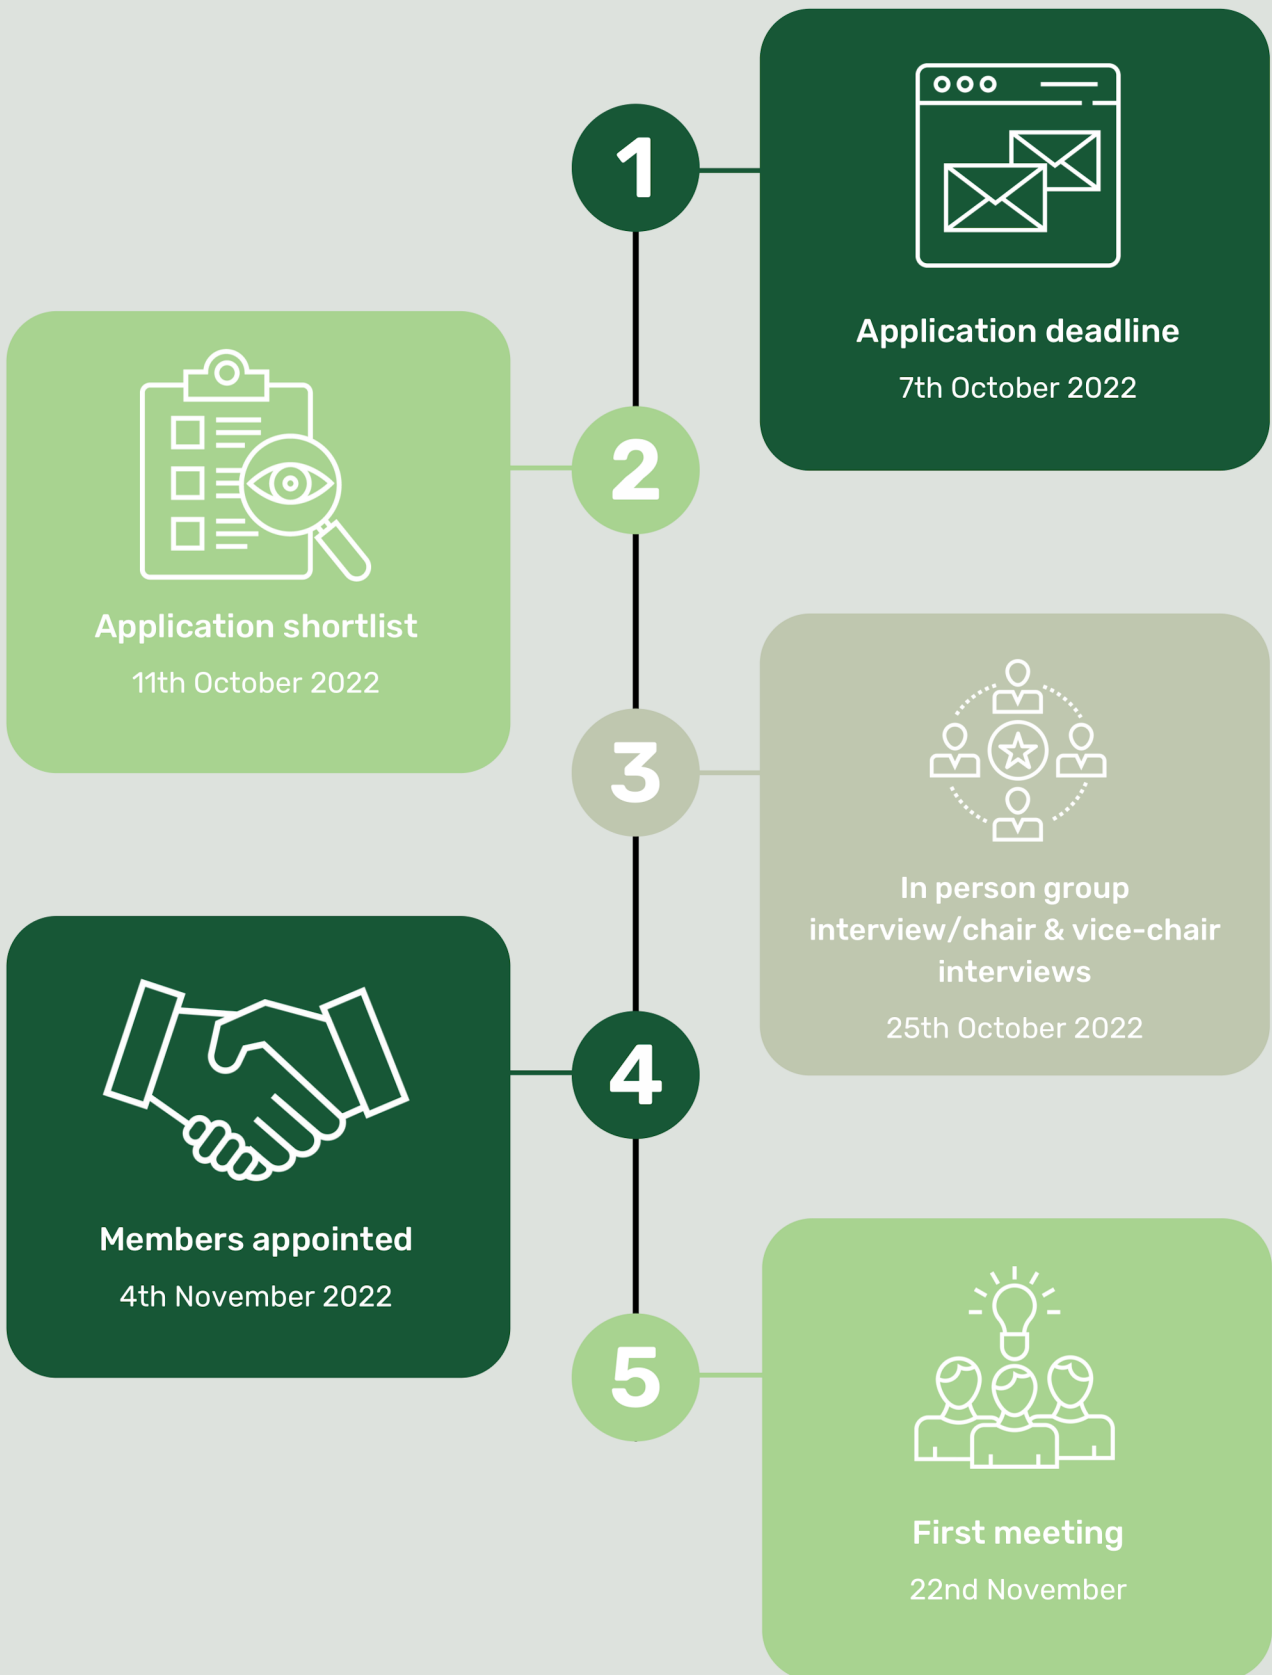 1
Application deadline
7th October 2022
2
Application shortlist
11th October 2022
3
In person group
interview/chair & vice-chair
interviews
25th October 2022
4
Members appointed
4th November 2022
5
First meeting
22nd November